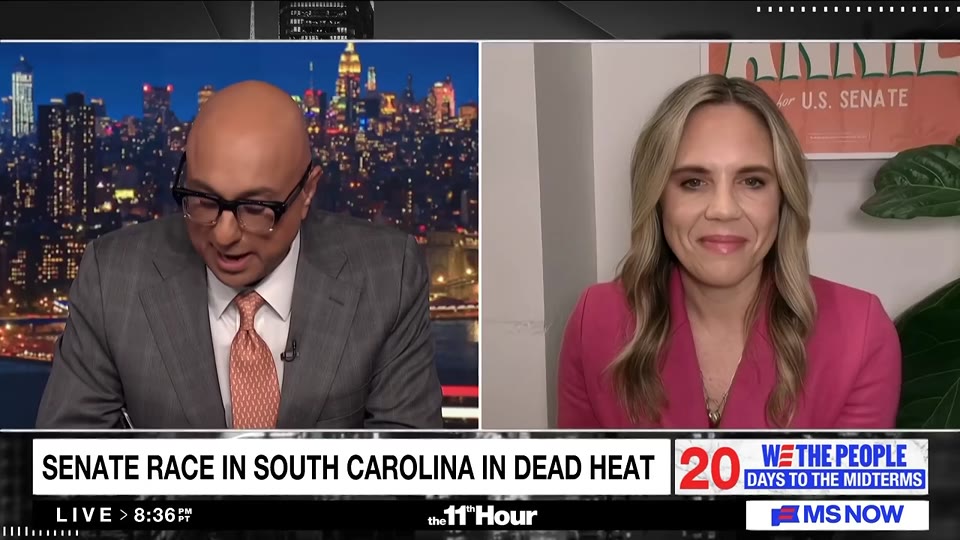 ANNIE
for U.S. SENATE
SENATE RACE IN SOUTH CAROLINA IN DEAD HEAT
20
WE THE PEOPLE
DAYS TO THE MIDTERMS
LIVE > 8:36 PM PT
the 11th Hour
MS NOW